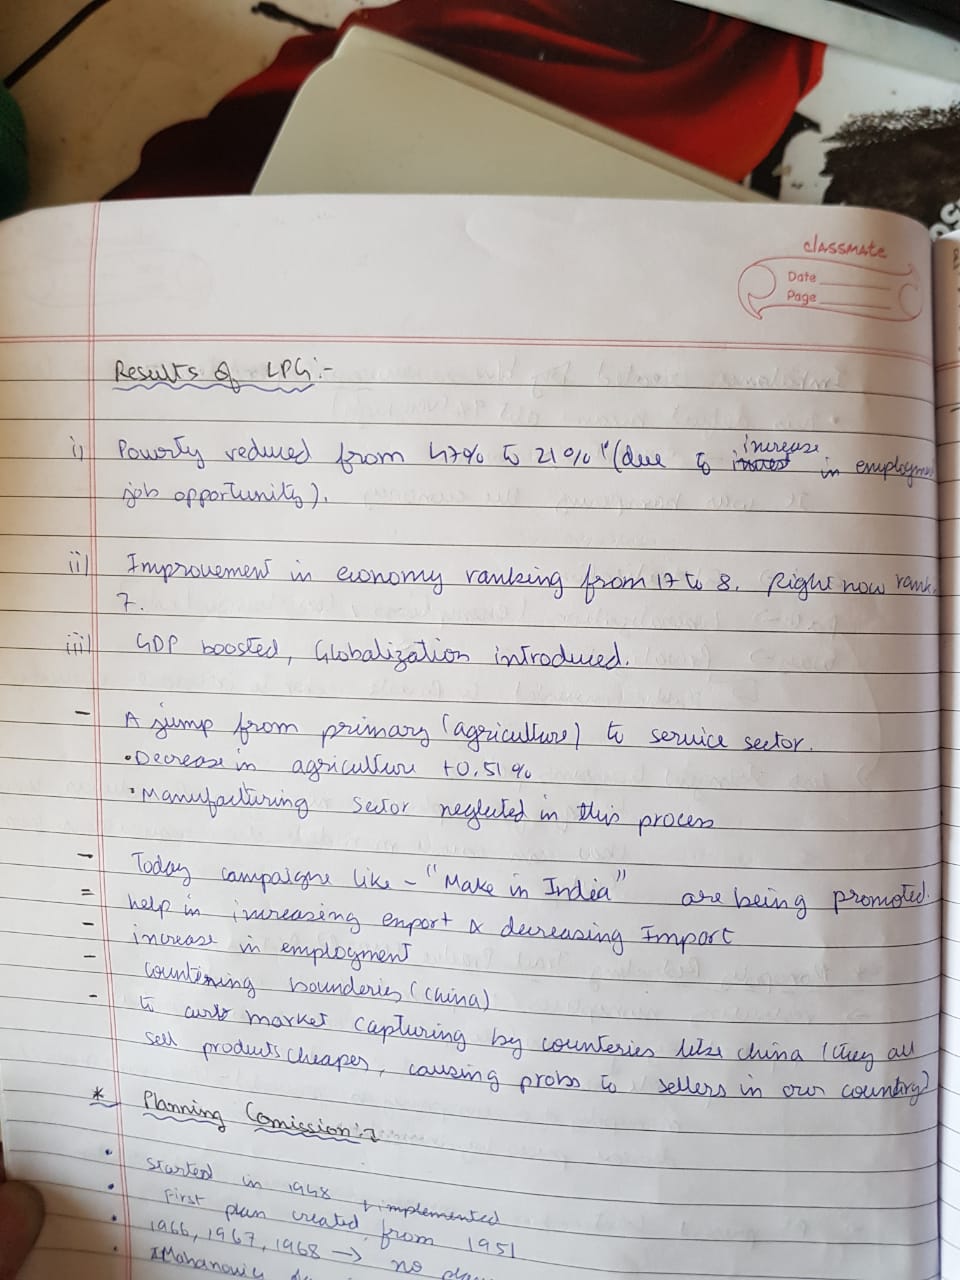 classmate
Date
Page
Results of LPG:-
i) Poverty reduced from 47% to 21%" (due to increase in employment
job opportunity).
ii) Improvement in economy ranking from 17 to 8. Right now rank
7.
iii) GDP boosted, Globalization introduced.
- A jump from primary (agriculture) to service sector.
• Decrease in agriculture to 0.51%
• Manufacturing sector neglected in this process
- Today campaigns like - "Make in India" are being promoted.
= help in increasing export & decreasing Import
- increase in employment
- countering bounderies (China)
- to curb market capturing by counteries like china (they all
sell products cheaper, causing probs to sellers in our country)
* Planning Comission:-
• Started in 1948
• First plan created, & implemented from 1951
• 1966, 1967, 1968 → no
•